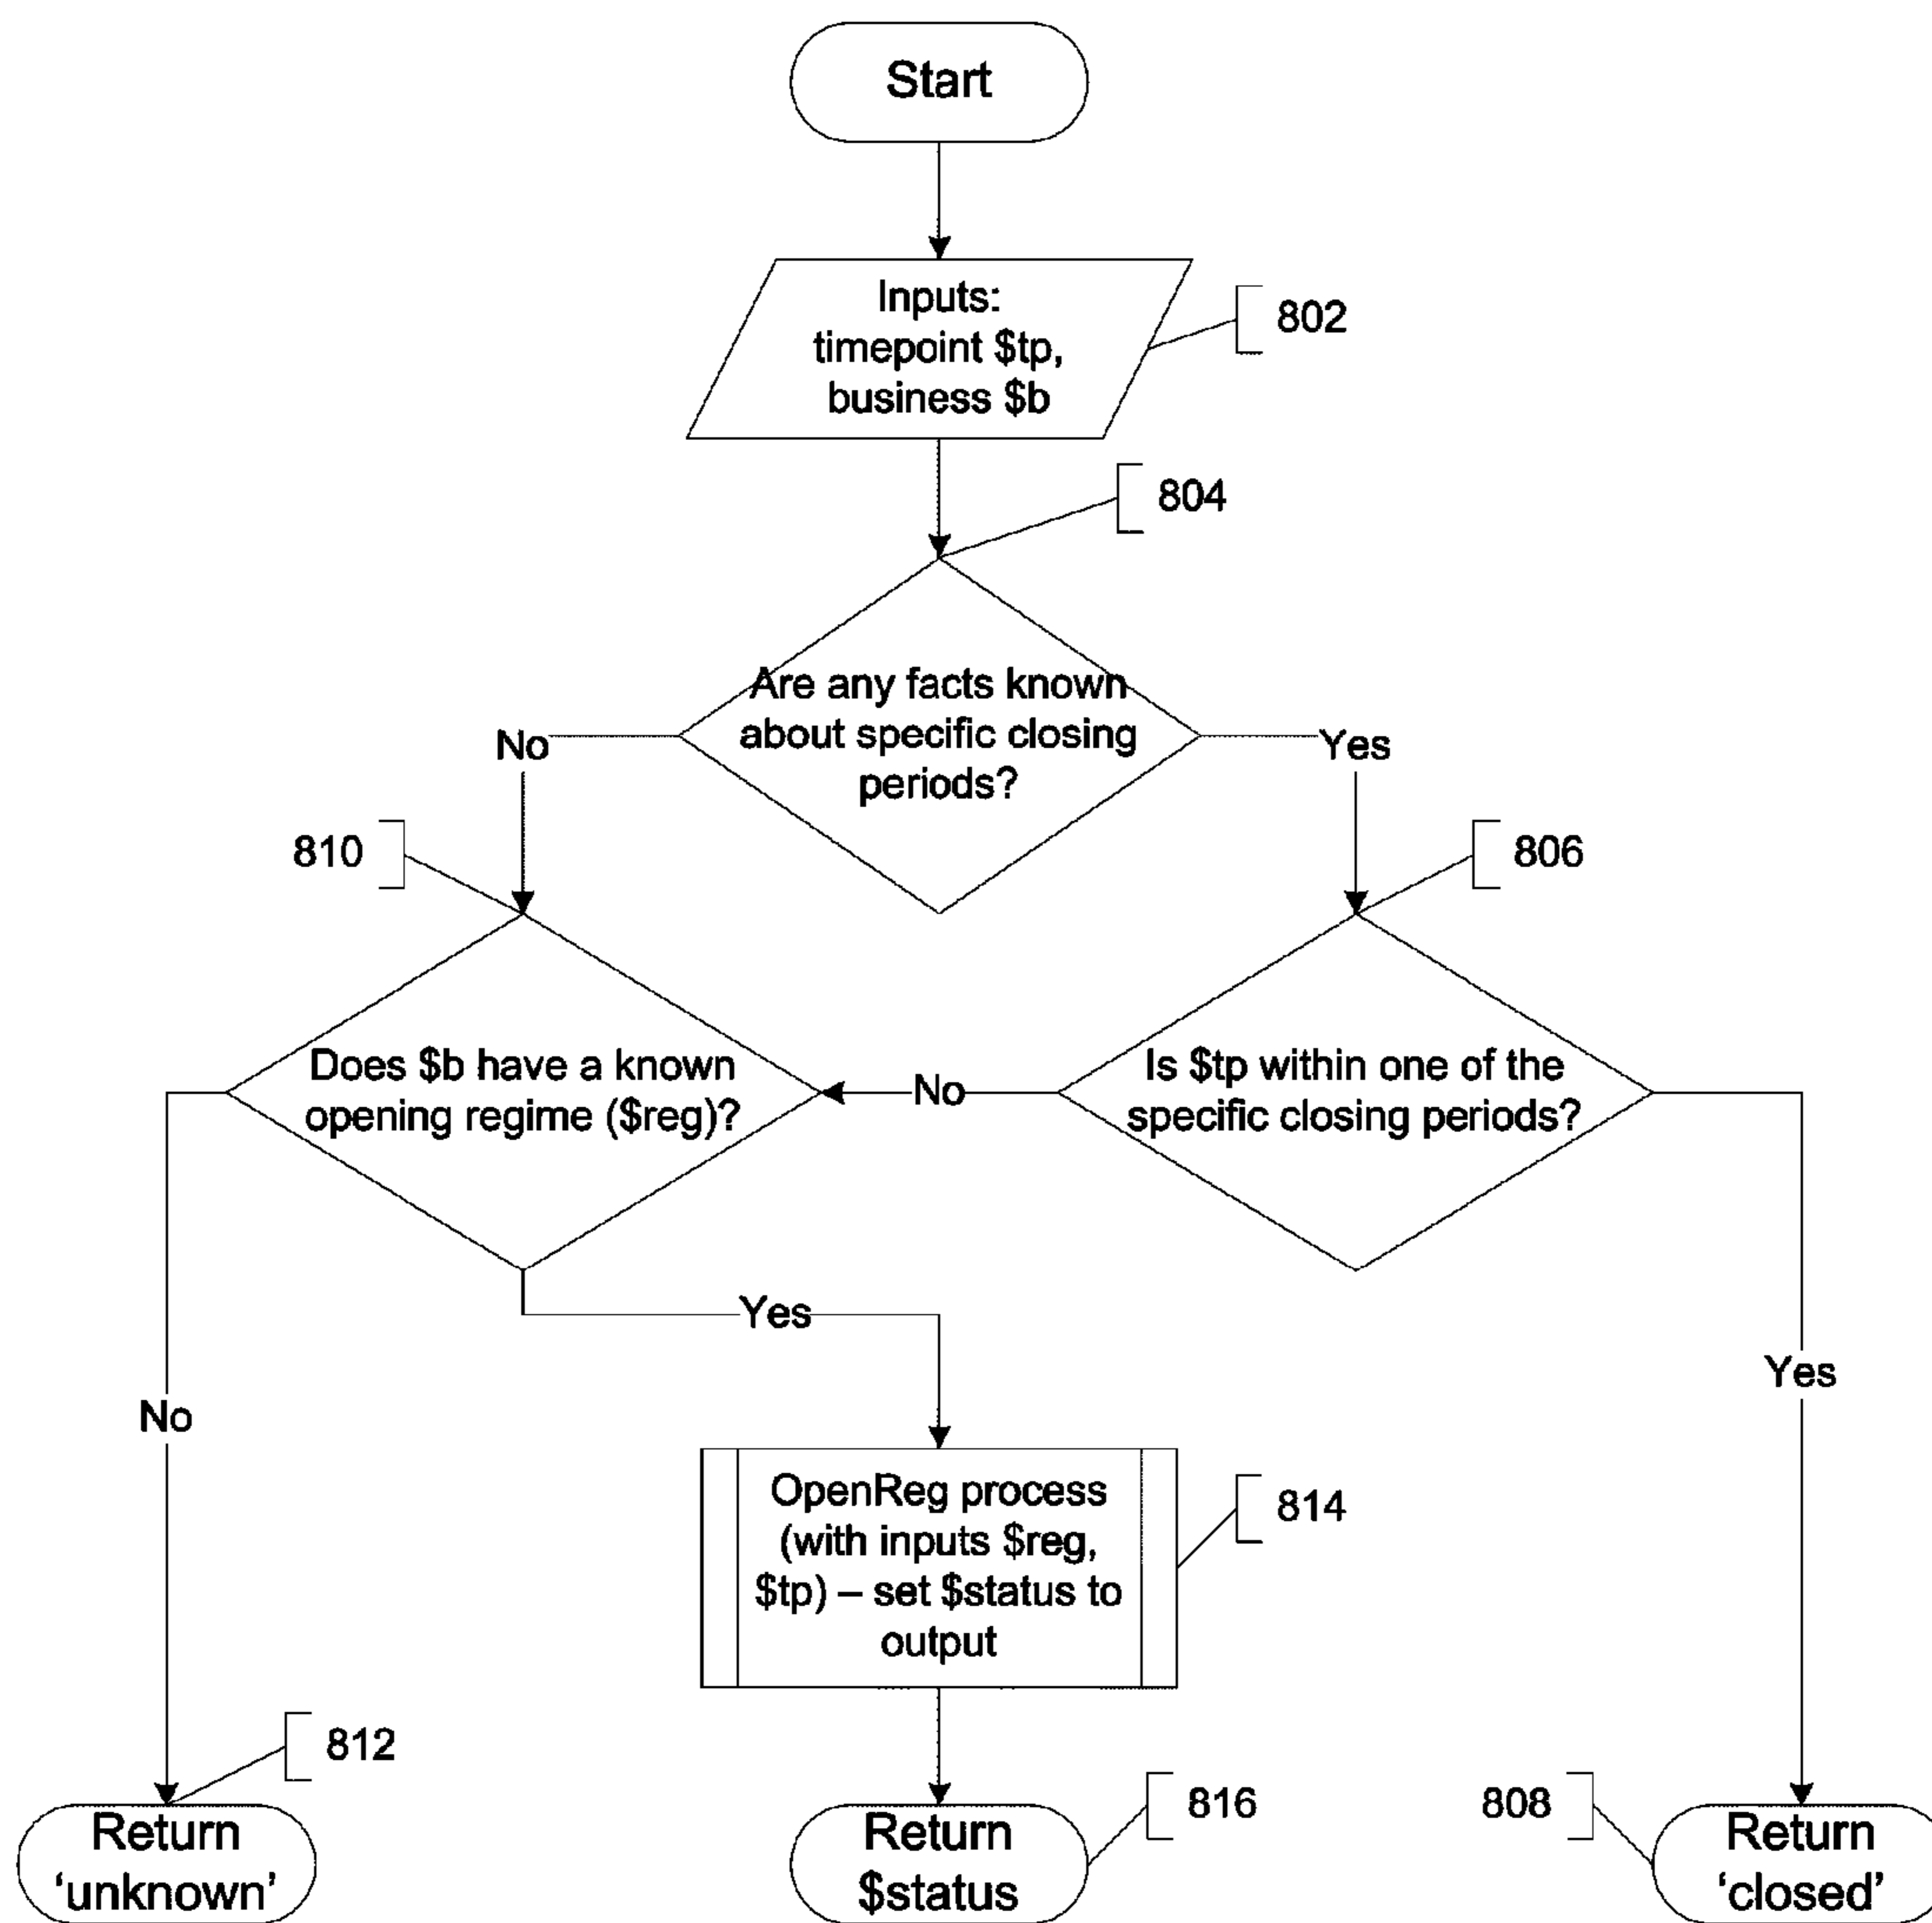 Start
Inputs:
timepoint $tp,
business $b
802
804
Are any facts known
about specific closing
periods?
No
Yes
810
806
Does $b have a known
opening regime ($reg)?
No
Is $tp within one of the
specific closing periods?
Yes
Yes
No
OpenReg process
(with inputs $reg,
$tp) – set $status to
output
814
812
816
808
Return
‘unknown’
Return
$status
Return
‘closed’